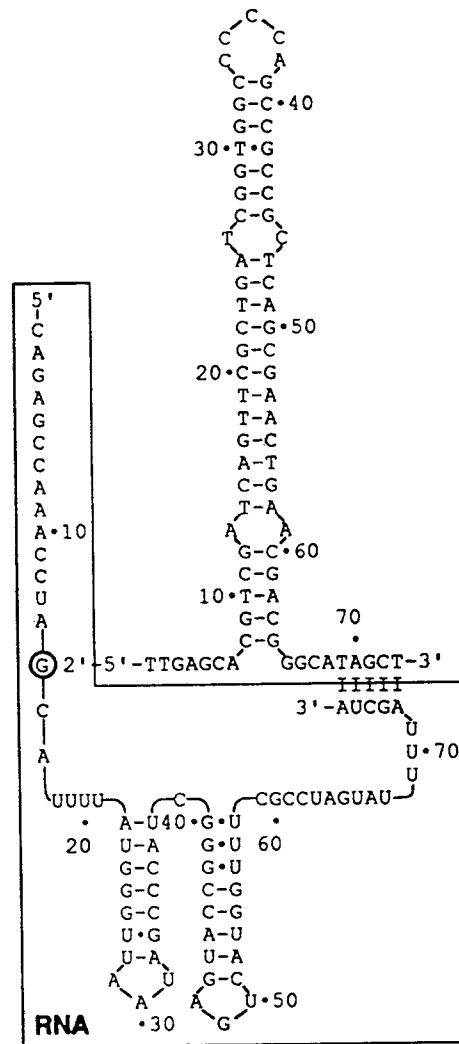 C
C C
C A
C-G
G-C•40
G-C
30•T•G
G-C
G-C
C-G
T C
A-T
G-C
5' T-A
C C-G•50
A G-C
G 20•C-G
A T-A
G T-A
C G-C
C A-T
A C-G
A T-A
A•10 A A
C G-C•60
C C-G
U 10•T-A
A G-C 70
G 2'-5'-TTGAGCA C G GGCATAGCT-3'
C 3'-AUCGA
U
A U•70
U
UUUU C CGCCUAGUAU
20 A U 40•G•U 60
U-A G•U
G-C G•U
G-C C-G
G-C C-G
U•G A-U
U A U-A
A U G C
A•30 A U•50
G
RNA